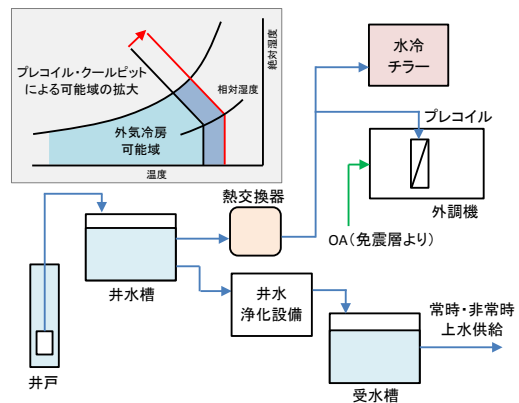 プレコイル・クールピット
による可能域の拡大
相対湿度
絶対湿度
外気冷房
可能域
温度
水冷
チラー
プレコイル
外調機
OA(免震層より)
熱交換器
井水槽
井水
浄化設備
井戸
受水槽
常時・非常時
上水供給